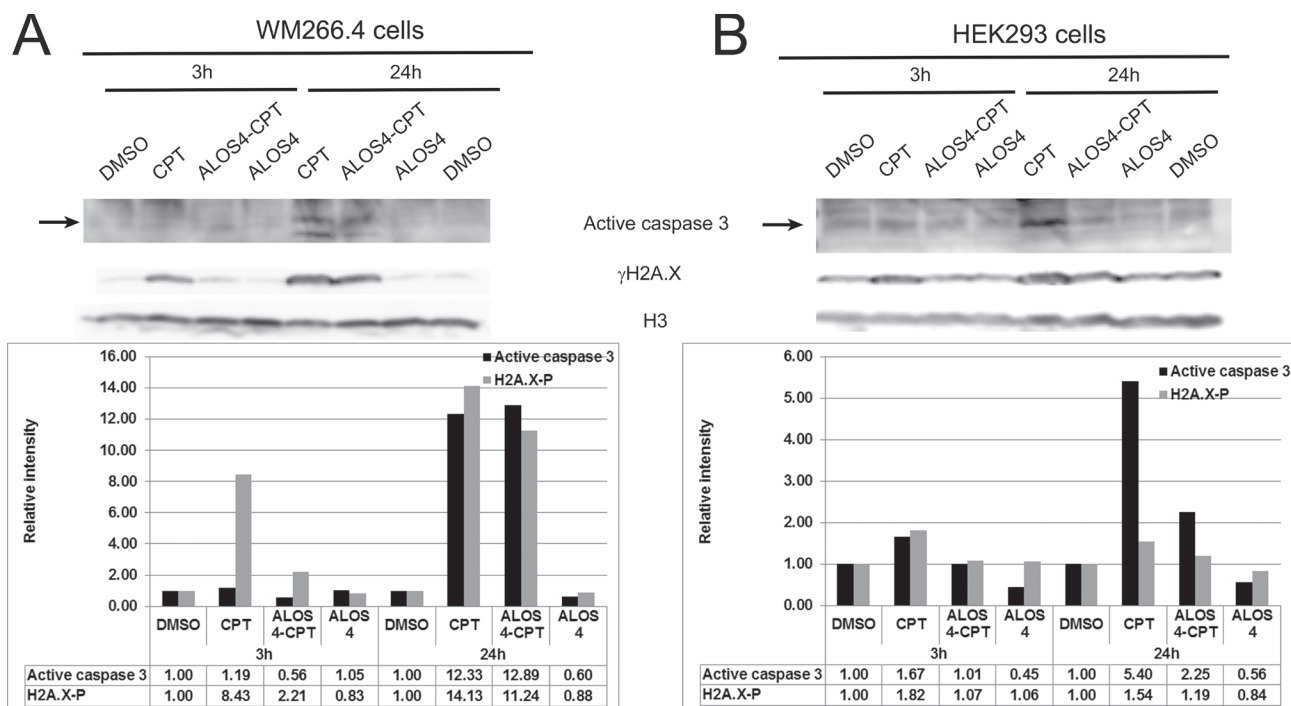 A
WM266.4 cells
3h 24h
DMSO CPT ALOS4-CPT ALOS4 CPT ALOS4-CPT ALOS4 DMSO
B
HEK293 cells
3h 24h
DMSO CPT ALOS4-CPT ALOS4 CPT ALOS4-CPT ALOS4 DMSO
Active caspase 3
γH2A.X
H3
Relative intensity
16.00
14.00
12.00
10.00
8.00
6.00
4.00
2.00
0.00
Active caspase 3
H2A.X-P
DMSO CPT ALOS 4-CPT ALOS 4 DMSO CPT ALOS 4-CPT ALOS 4
3h 24h
Active caspase 3 1.00 1.19 0.56 1.05 1.00 12.33 12.89 0.60
H2A.X-P 1.00 8.43 2.21 0.83 1.00 14.13 11.24 0.88
Relative intensity
6.00
5.00
4.00
3.00
2.00
1.00
0.00
Active caspase 3
H2A.X-P
DMSO CPT ALOS 4-CPT ALOS 4 DMSO CPT ALOS 4-CPT ALOS 4
3h 24h
Active caspase 3 1.00 1.67 1.01 0.45 1.00 5.40 2.25 0.56
H2A.X-P 1.00 1.82 1.07 1.06 1.00 1.54 1.19 0.84